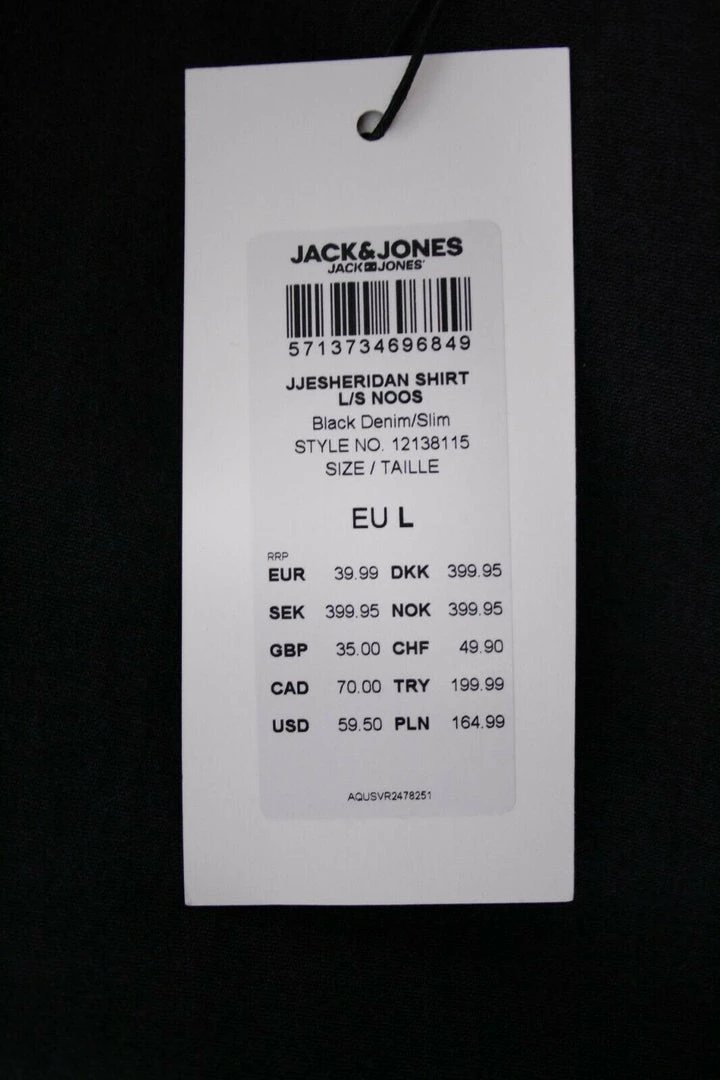 JACK&JONES
JACK JONES
5713734696849
JJESHERIDAN SHIRT
L/S NOOS
Black Denim/Slim
STYLE NO. 12138115
SIZE / TAILLE
EU L
RRP
EUR 39.99 DKK 399.95
SEK 399.95 NOK 399.95
GBP 35.00 CHF 49.90
CAD 70.00 TRY 199.99
USD 59.50 PLN 164.99
AQUSVR2478251